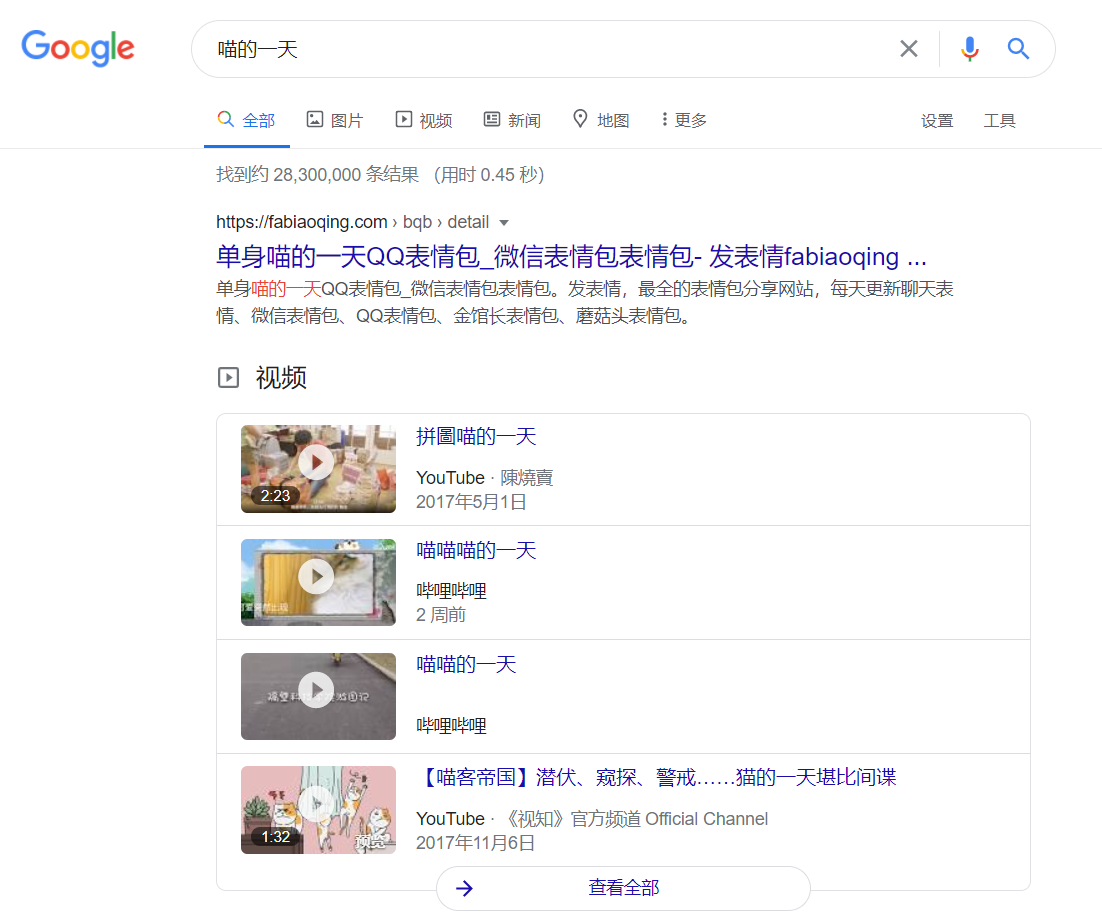 Google
喵的一天
全部
图片
视频
新闻
地图
更多
设置
工具
找到约 28,300,000 条结果 （用时 0.45 秒）
https://fabiaoqing.com › bqb › detail
单身喵的一天QQ表情包_微信表情包表情包- 发表情fabiaoqing ...
单身喵的一天QQ表情包_微信表情包表情包。发表情，最全的表情包分享网站，每天更新聊天表
情、微信表情包、QQ表情包、金馆长表情包、蘑菇头表情包。
视频
2:23
拼圖喵的一天
YouTube · 陳燒賣
2017年5月1日
喵喵喵的一天
哔哩哔哩
2 周前
喵喵的一天
哔哩哔哩
1:32
预览
【喵客帝国】潜伏、窥探、警戒……猫的一天堪比间谍
YouTube · 《视知》官方频道 Official Channel
2017年11月6日
查看全部